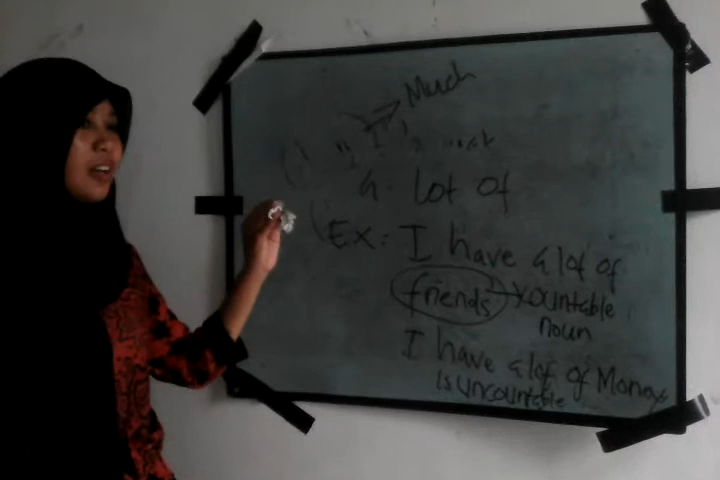 Much
a lot of
Ex: I have a lot of
friends → countable
noun
I have a lot of Money
is uncountable